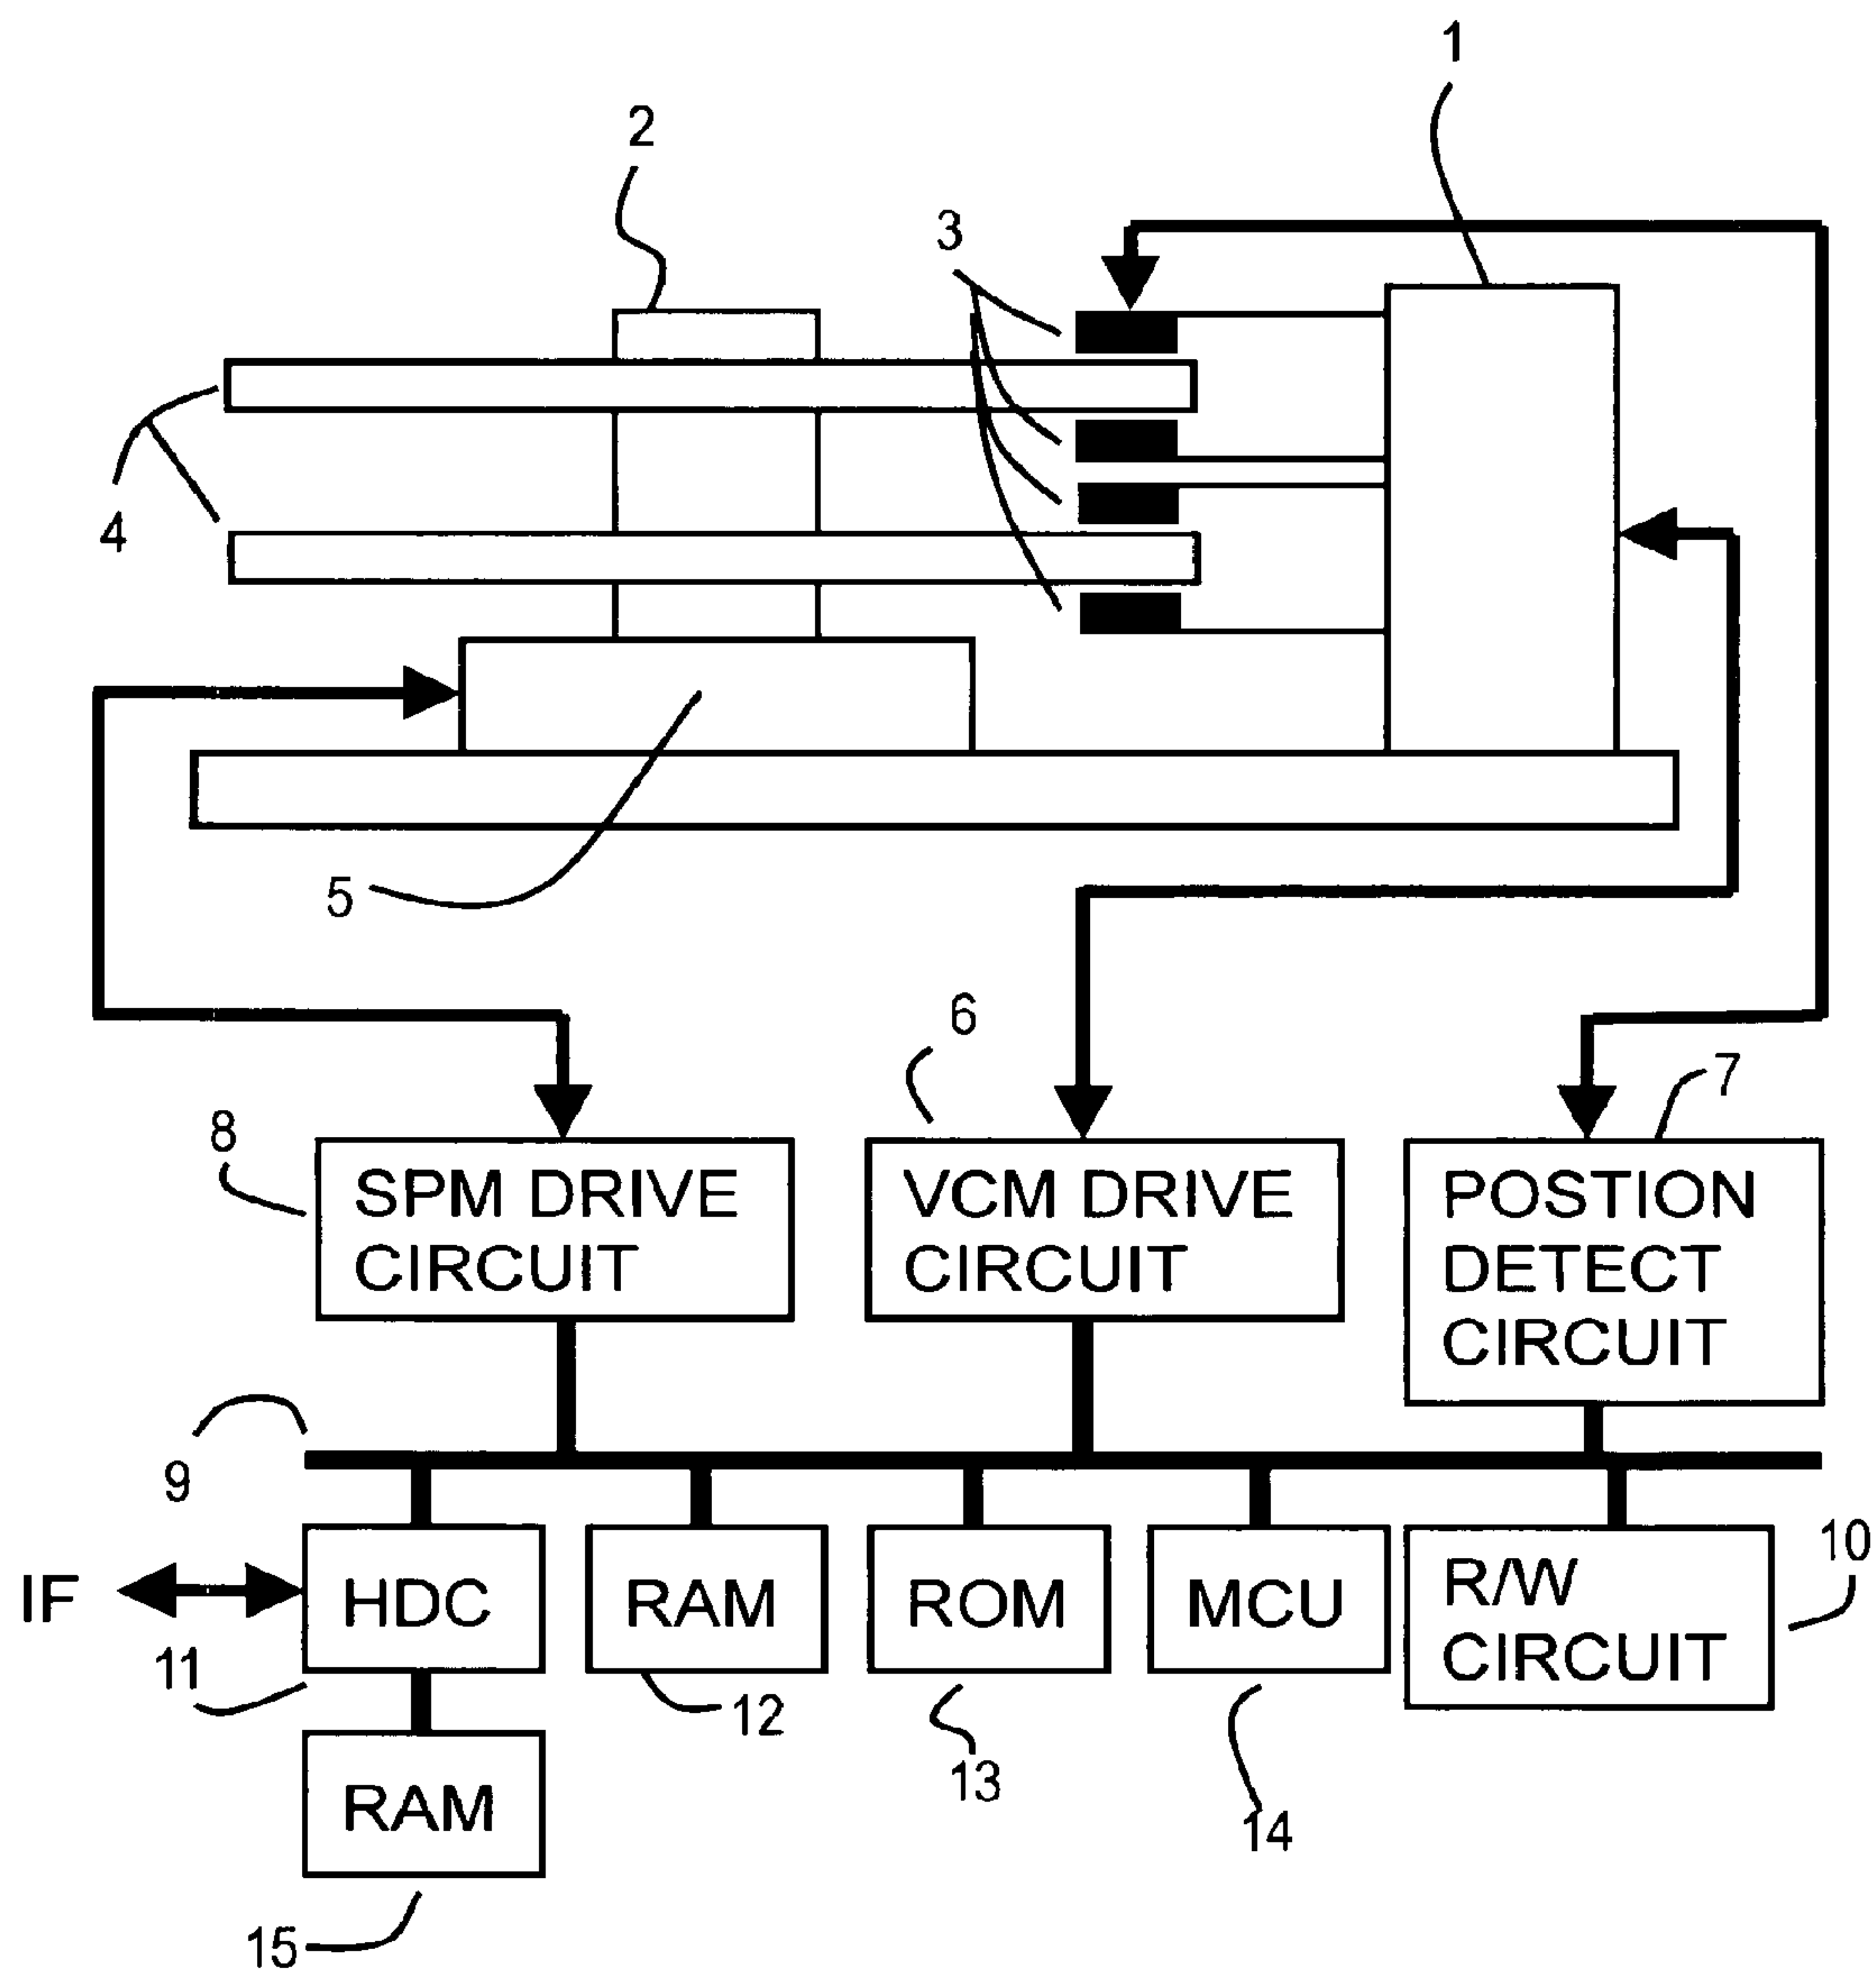 1
2
3
4
5
6
7
8
SPM DRIVE
CIRCUIT
VCM DRIVE
CIRCUIT
POSTION
DETECT
CIRCUIT
9
10
IF
HDC
RAM
ROM
MCU
R/W
CIRCUIT
11
12
13
14
RAM
15